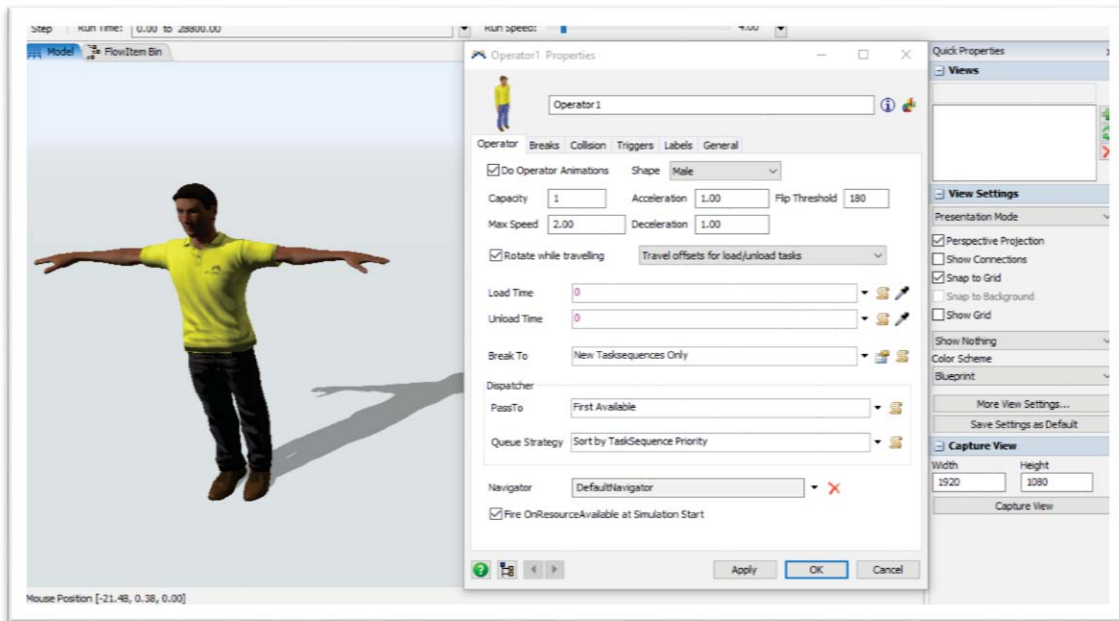 Step Run Time: 0.00 to 28800.00 Run Speed: 4.00
Model FlowItem Bin
Operator1 Properties
Operator1
Operator Breaks Collision Triggers Labels General
Do Operator Animations Shape Male
Capacity 1 Acceleration 1.00 Flip Threshold 180
Max Speed 2.00 Deceleration 1.00
Rotate while travelling Travel offsets for load/unload tasks
Load Time 0
Unload Time 0
Break To New Tasksequences Only
Dispatcher
PassTo First Available
Queue Strategy Sort by TaskSequence Priority
Navigator DefaultNavigator
Fire OnResourceAvailable at Simulation Start
Apply OK Cancel
Quick Properties
Views
View Settings
Presentation Mode
Perspective Projection
Show Connections
Snap to Grid
Snap to Background
Show Grid
Show Nothing
Color Scheme
Blueprint
More View Settings...
Save Settings as Default
Capture View
Width Height
1920 1080
Capture View
Mouse Position [-21.48, 0.38, 0.00]